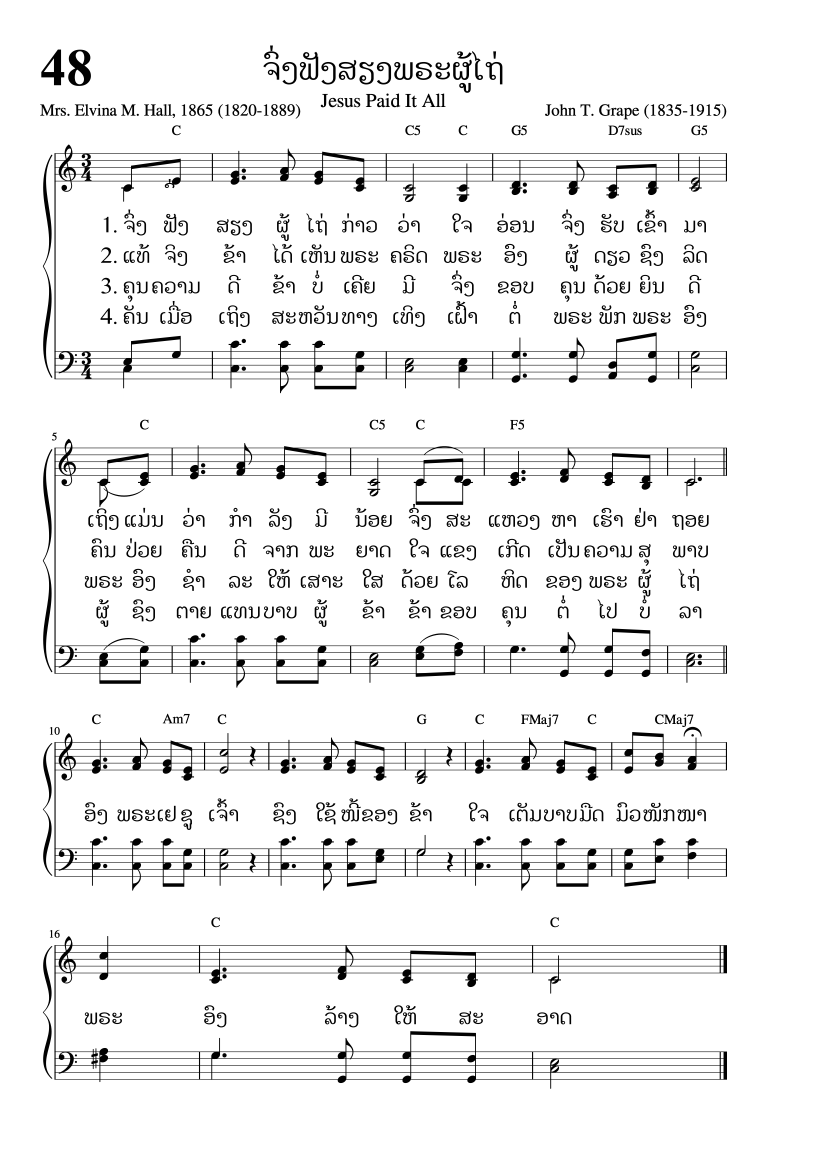 48
ຈົ່ງຟັງສຽງພຣະຜູ້ໄຖ່
Jesus Paid It All
Mrs. Elvina M. Hall, 1865 (1820-1889) John T. Grape (1835-1915)
C C5 C G5 D7sus G5
1. ຈົ່ງ ຟັງ ສຽງ ຜູ້ ໄຖ່ ກ່າວ ວ່າ ໃຈ ອ່ອນ ຈົ່ງ ຮັບ ເຂົ້າ ມາ
2. ແທ້ ຈິງ ຂ້າ ໄດ້ ເຫັນ ພຣະ ຄຣິດ ພຣະ ອົງ ຜູ້ ດຽວ ຊົງ ລິດ
3. ຄຸນ ຄວາມ ດີ ຂ້າ ບໍ່ ເຄີຍ ມີ ຈົ່ງ ຂອບ ຄຸນ ດ້ວຍ ຍິນ ດີ
4. ຄັນ ເມື່ອ ເຖິງ ສະຫວັນ ທາງ ເທິງ ເຝົ້າ ຕໍ່ ພຣະ ພັກ ພຣະ ອົງ
5 C C5 C F5
ເຖິງ ແມ່ນ ວ່າ ກຳ ລັງ ມີ ນ້ອຍ ຈົ່ງ ສະ ແຫວງ ຫາ ເຮົາ ຢ່າ ຖອຍ
ຄົນ ປ່ວຍ ຄືນ ດີ ຈາກ ພະ ຍາດ ໃຈ ແຂງ ເກີດ ເປັນ ຄວາມ ສຸ ພາບ
ພຣະ ອົງ ຊຳ ລະ ໃຫ້ ເສາະ ໃສ ດ້ວຍ ໂລ ຫິດ ຂອງ ພຣະ ຜູ້ ໄຖ່
ຜູ້ ຊົງ ຕາຍ ແທນ ບາບ ຜູ້ ຂ້າ ຂ້າ ຂອບ ຄຸນ ຕໍ່ ໄປ ບໍ່ ລາ
10 C Am7 C G C FMaj7 C CMaj7
ອົງ ພຣະເຢຊູ ເຈົ້າ ຊົງ ໃຊ້ ໜີ້ຂອງ ຂ້າ ໃຈ ເຕັມບາບມືດ ມົວໜັກໜາ
16 C C
ພຣະ ອົງ ລ້າງ ໃຫ້ ສະ ອາດ